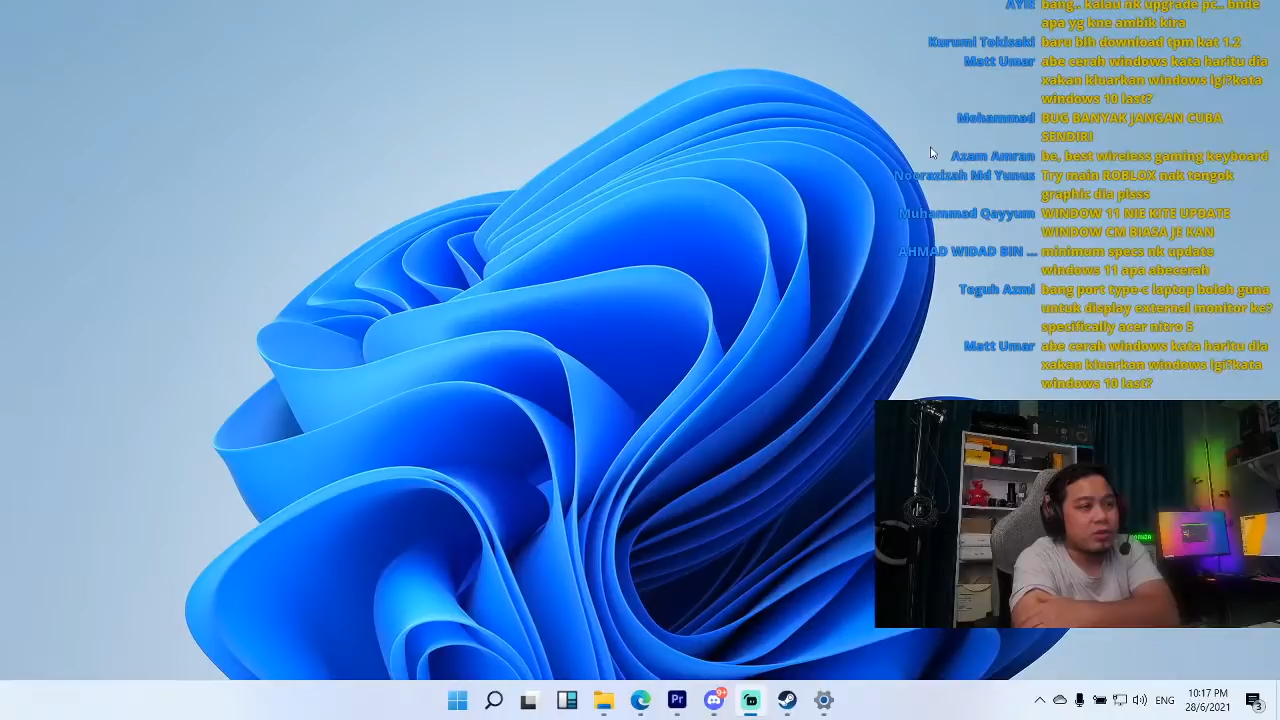 AYIE bang.. kalau nk upgrade pc.. bnde
apa yg kne ambik kira
Kurumi Tokisaki baru blh download tpm kat 1.2
Matt Umar abe cerah windows kata haritu dia
xakan kluarkan windows lgi?kata
windows 10 last?
Mohammad BUG BANYAK JANGAN CUBA
SENDIRI
Azam Amran be, best wireless gaming keyboard
Noorazizah Md Yunus Try main ROBLOX nak tengok
graphic dia plsss
Muhammad Qayyum WINDOW 11 NIE KITE UPDATE
WINDOW CM BIASA JE KAN
AHMAD WIDAD BIN ... minimum specs nk update
windows 11 apa abecerah
Teguh Azmi bang port type-c laptop boleh guna
untuk display external monitor ke?
specifically acer nitro 5
Matt Umar abe cerah windows kata haritu dia
xakan kluarkan windows lgi?kata
windows 10 last?
Pr
9+
ENG
10:17 PM
28/6/2021
3